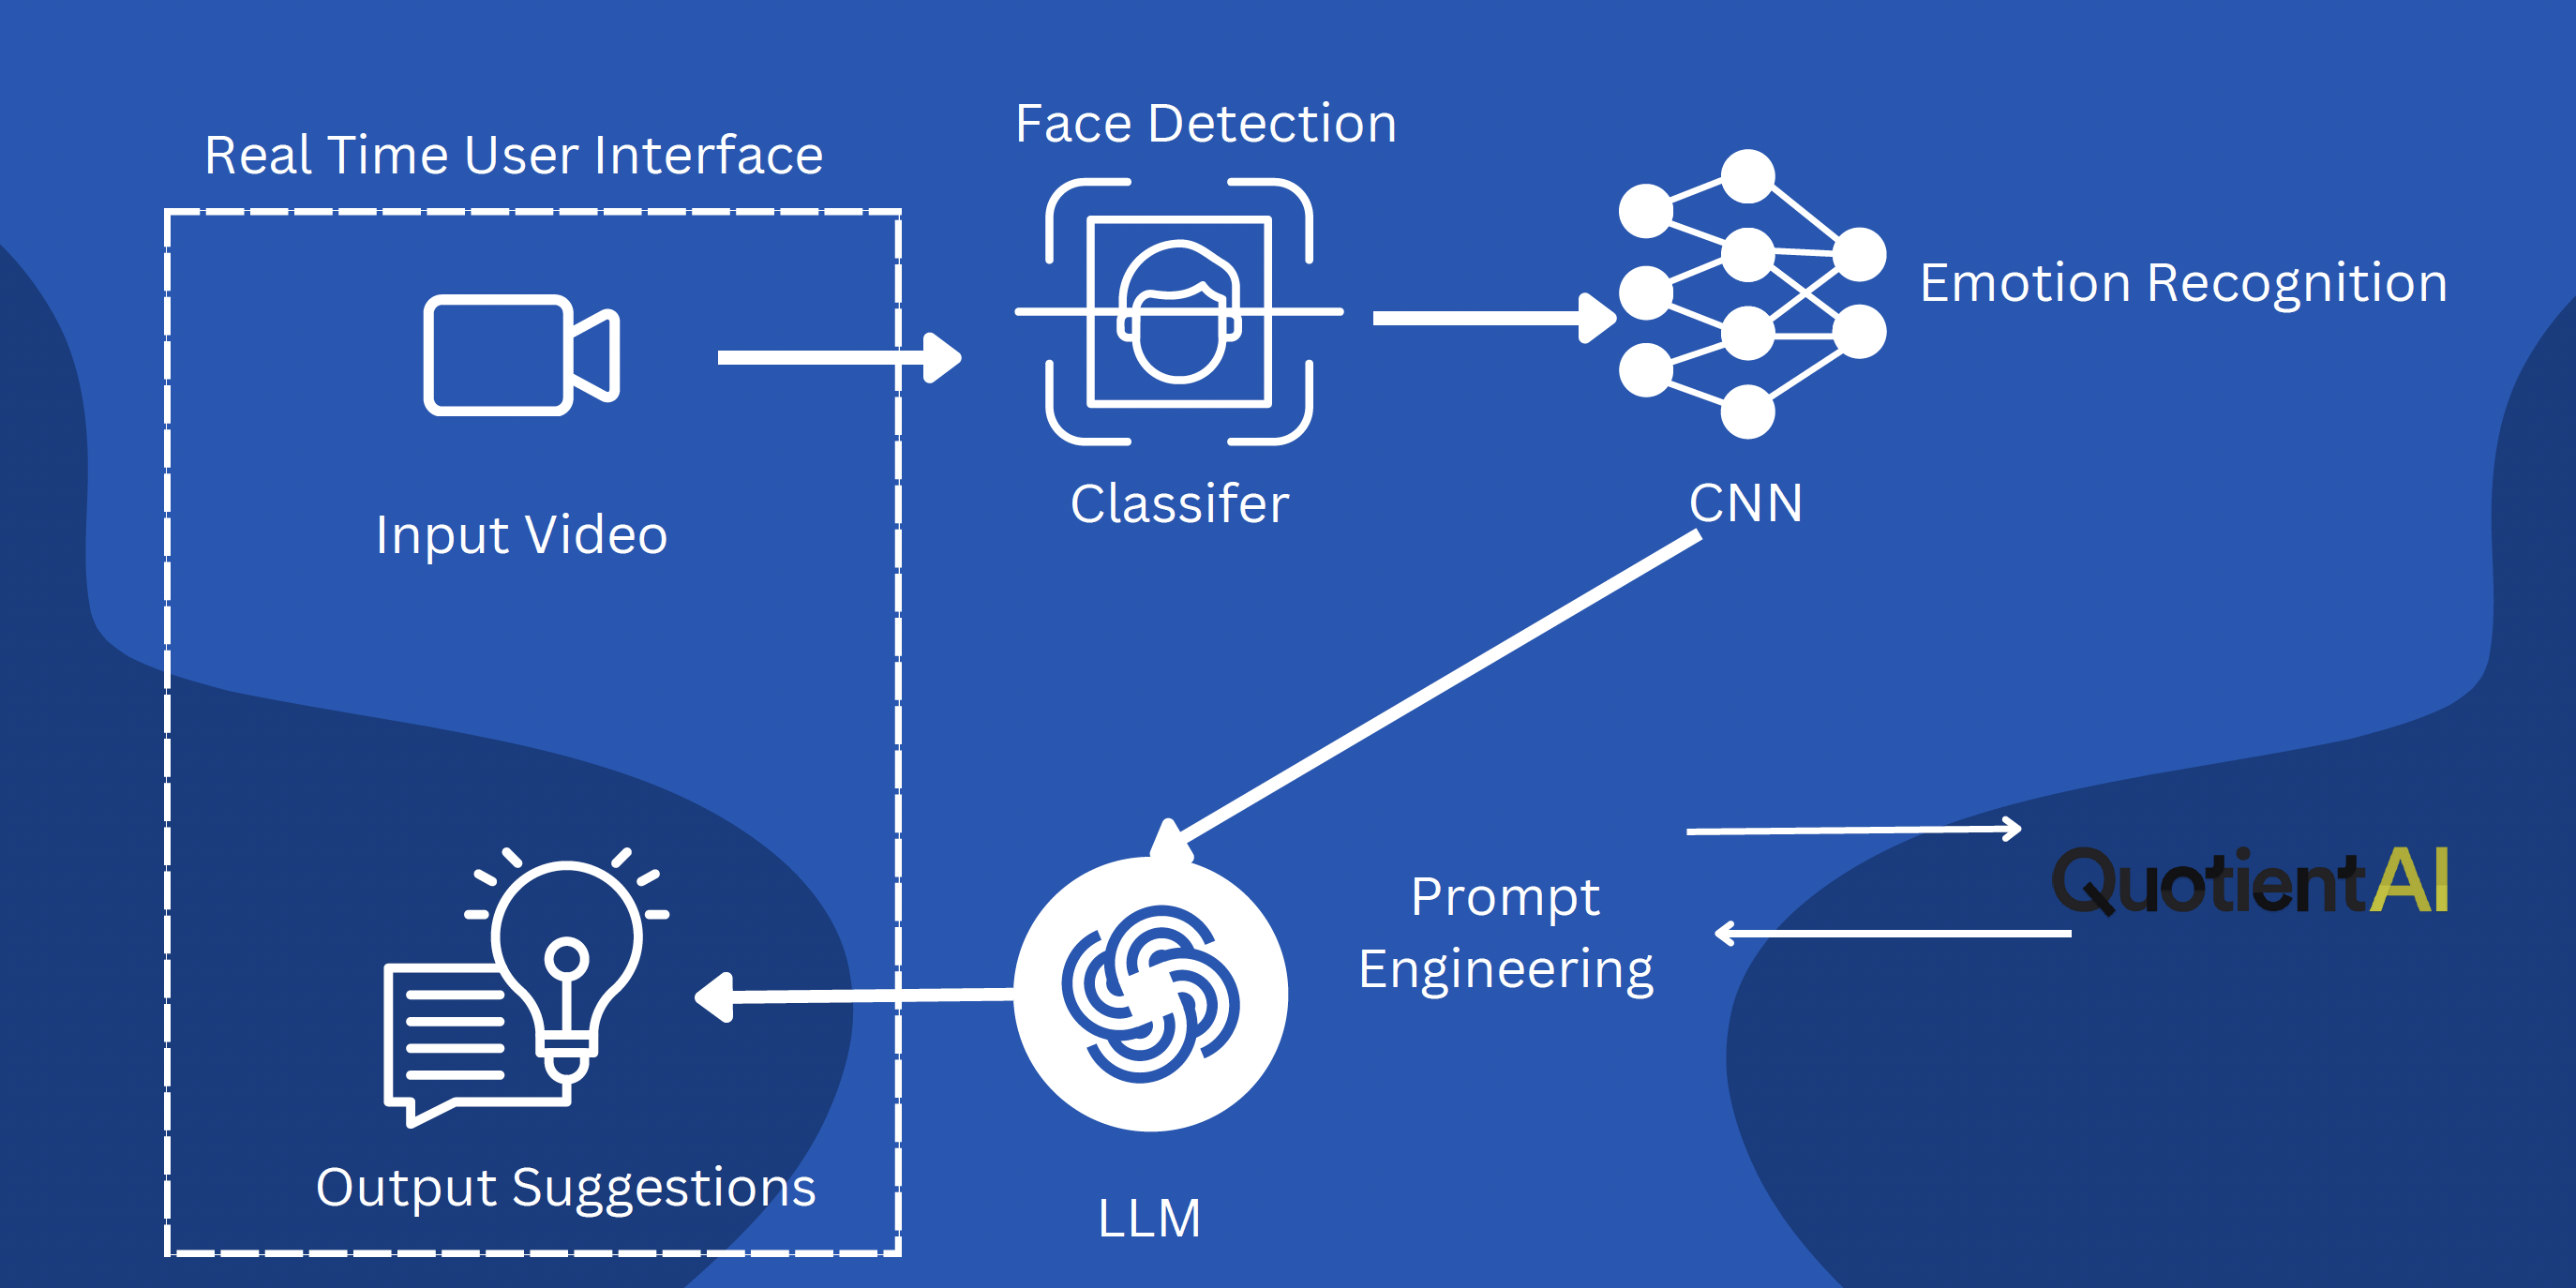 Real Time User Interface
Face Detection
Emotion Recognition
Input Video
Classifer
CNN
Prompt
Engineering
QuotientAI
Output Suggestions
LLM